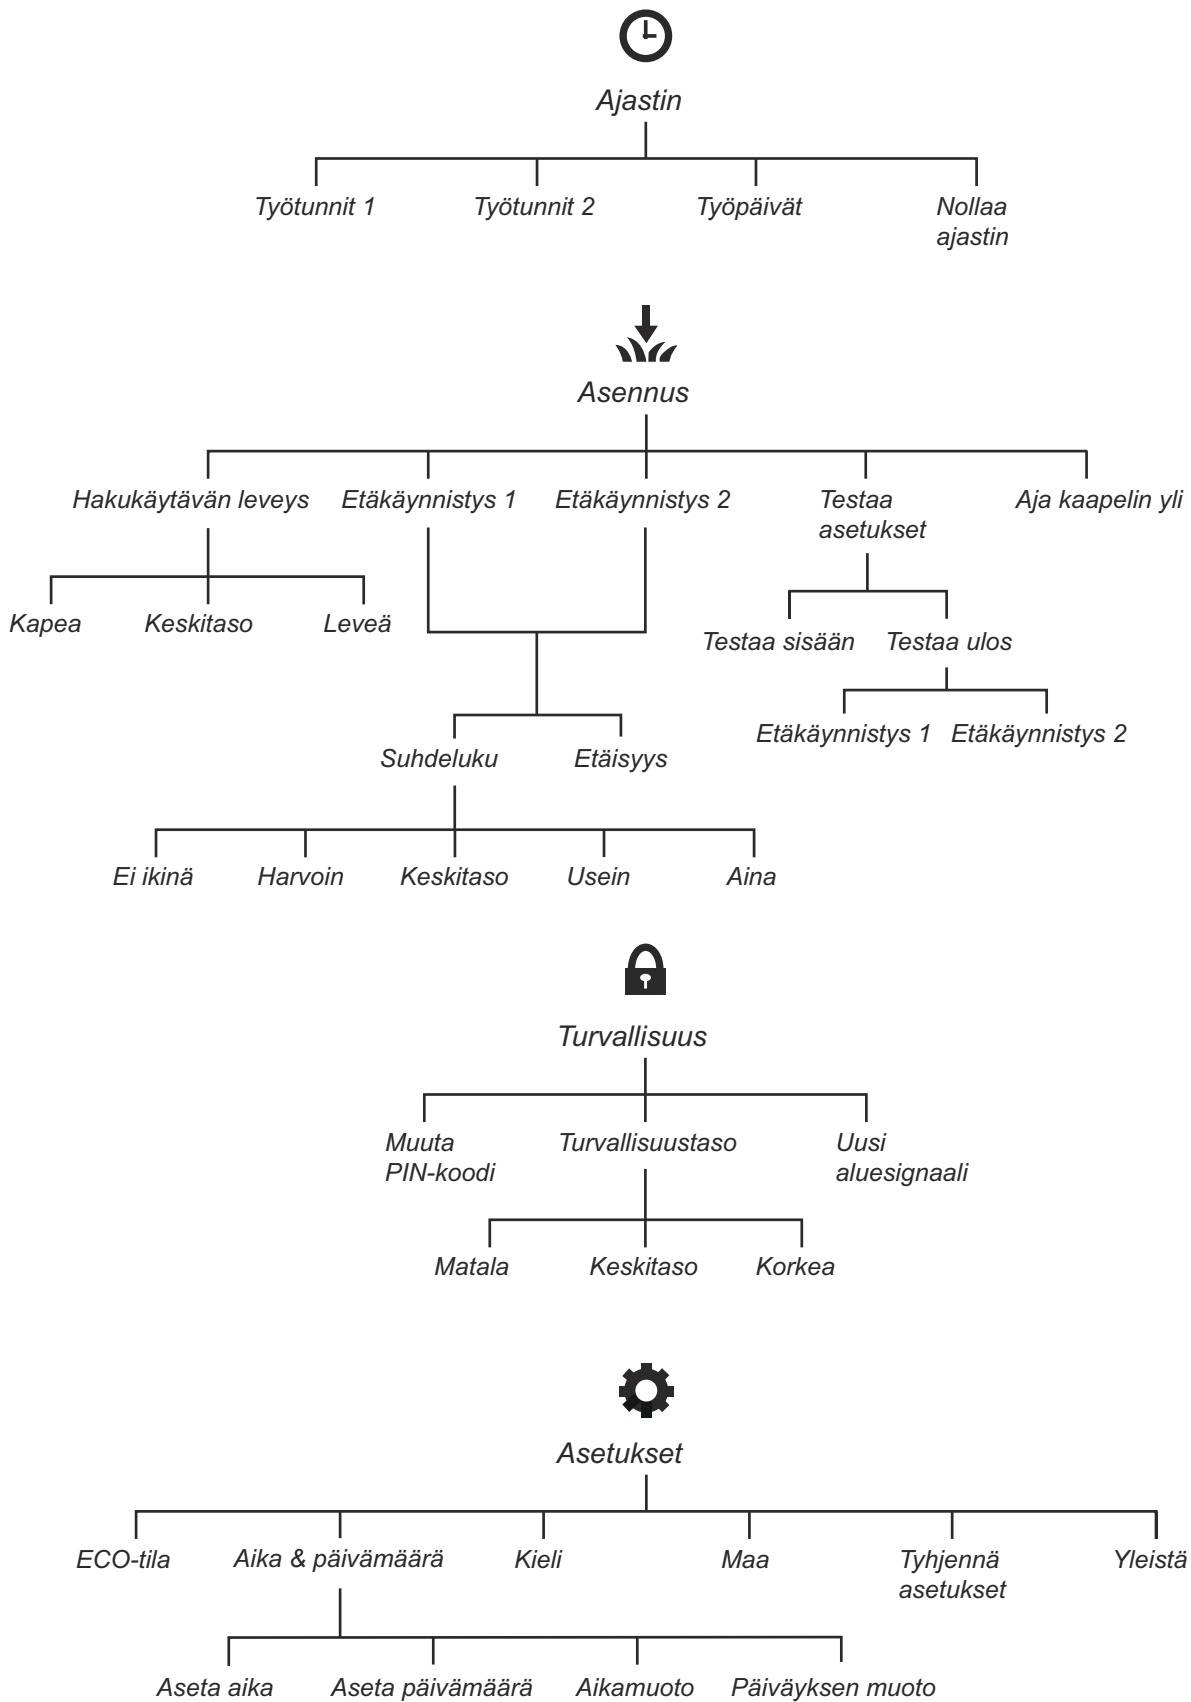 Ajastin
Työtunnit 1 Työtunnit 2 Työpäivät Nollaa
ajastin
Asennus
Hakukäytävän leveys Etäkäynnistys 1 Etäkäynnistys 2 Testaa Aja kaapelin yli
asetukset
Kapea Keskitaso Leveä
Testaa sisään Testaa ulos
Etäkäynnistys 1 Etäkäynnistys 2
Suhdeluku Etäisyys
Ei ikinä Harvoin Keskitaso Usein Aina
Turvallisuus
Muuta Turvallisuustaso Uusi
PIN-koodi aluesignaali
Matala Keskitaso Korkea
Asetukset
ECO-tila Aika & päivämäärä Kieli Maa Tyhjennä Yleistä
asetukset
Aseta aika Aseta päivämäärä Aikamuoto Päiväyksen muoto